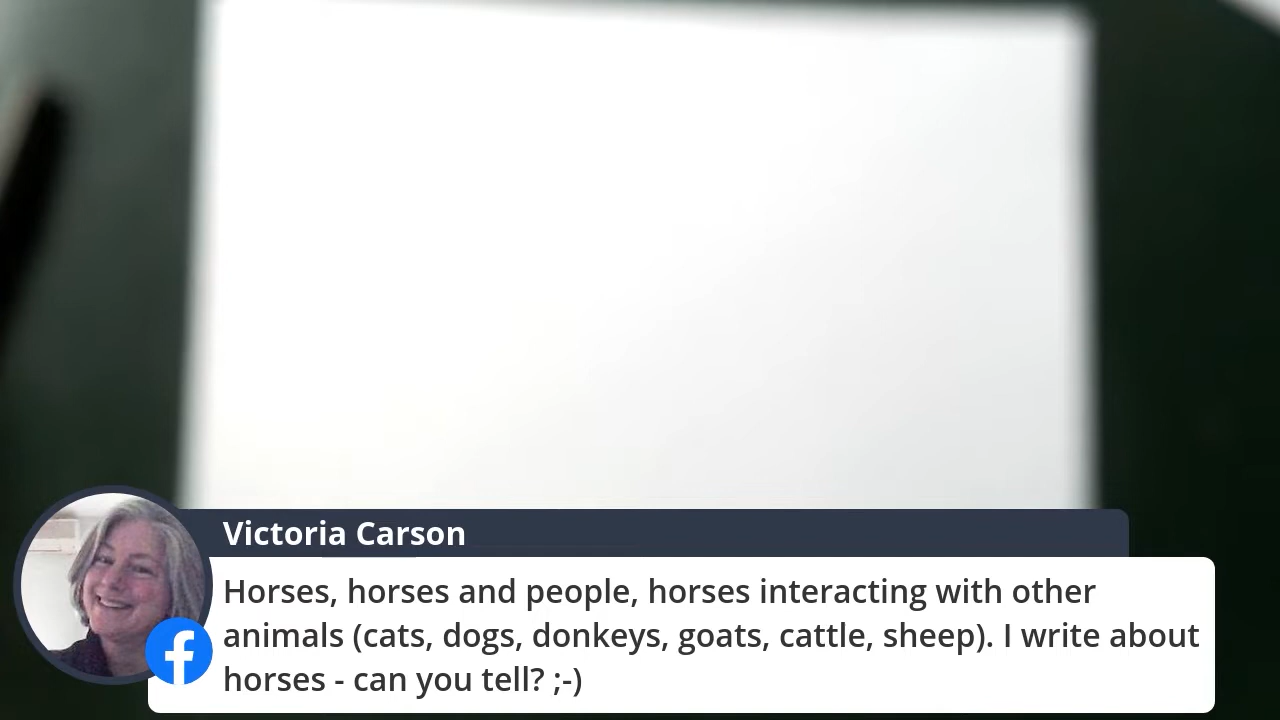 Victoria Carson
Horses, horses and people, horses interacting with other
animals (cats, dogs, donkeys, goats, cattle, sheep). I write about
horses - can you tell? ;-)